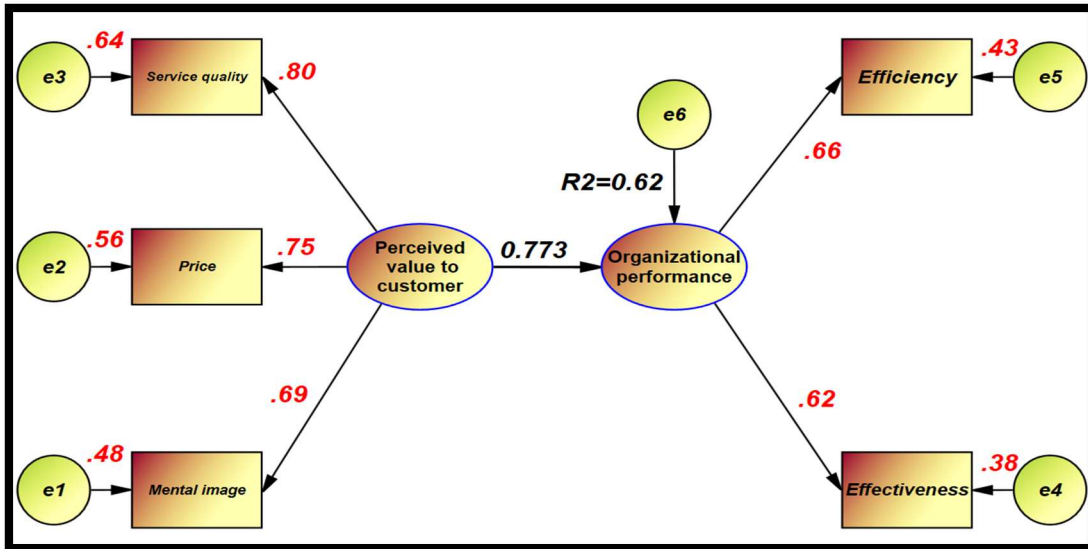 .64
e3
Service quality
.80
.56
e2
Price
.75
.48
e1
Mental image
.69
Perceived
value to
customer
0.773
e6
R2=0.62
Organizational
performance
.66
Efficiency
.43
e5
.62
Effectiveness
.38
e4